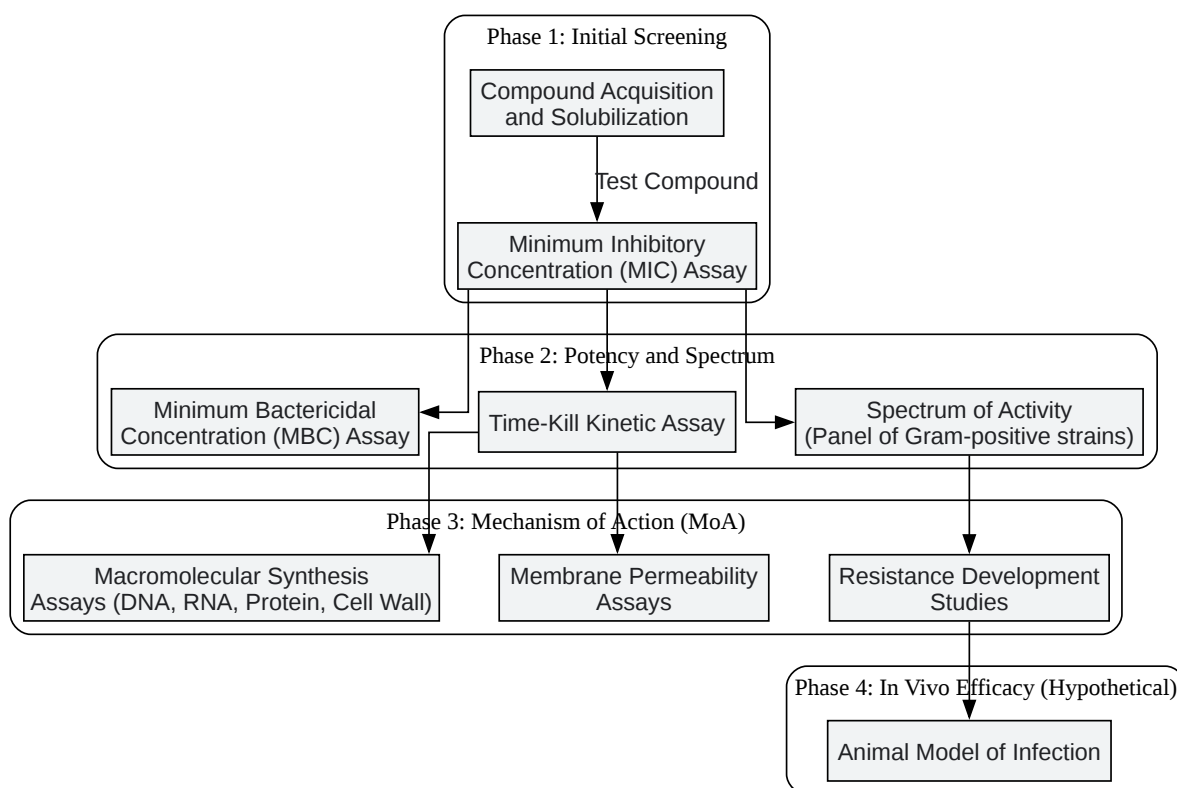 Phase 1: Initial Screening
Compound Acquisition
and Solubilization
Test Compound
Minimum Inhibitory
Concentration (MIC) Assay
Phase 2: Potency and Spectrum
Minimum Bactericidal
Concentration (MBC) Assay
Time-Kill Kinetic Assay
Spectrum of Activity
(Panel of Gram-positive strains)
Phase 3: Mechanism of Action (MoA)
Macromolecular Synthesis
Assays (DNA, RNA, Protein, Cell Wall)
Membrane Permeability
Assays
Resistance Development
Studies
Phase 4: In Vivo Efficacy (Hypothetical)
Animal Model of Infection